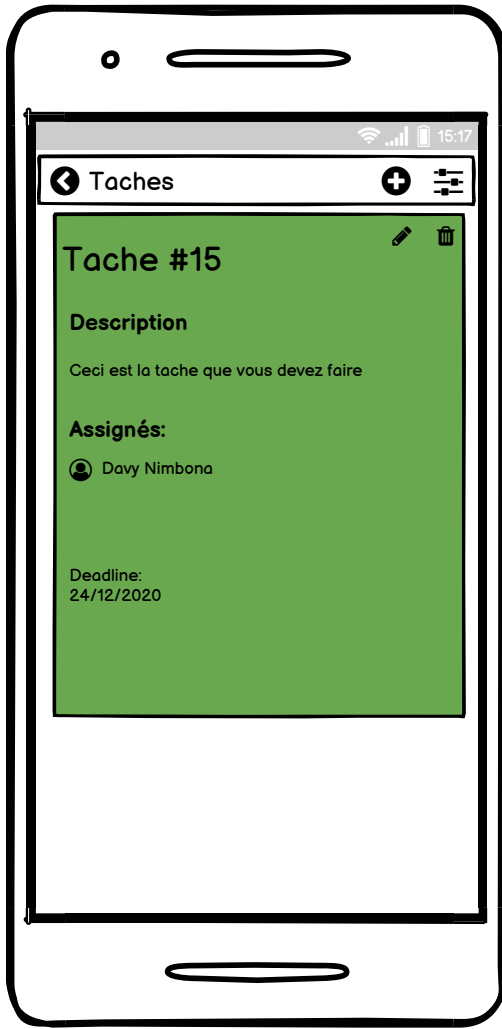 15:17
Taches
Tache #15
Description
Ceci est la tache que vous devez faire
Assignés:
Davy Nimbona
Deadline:
24/12/2020